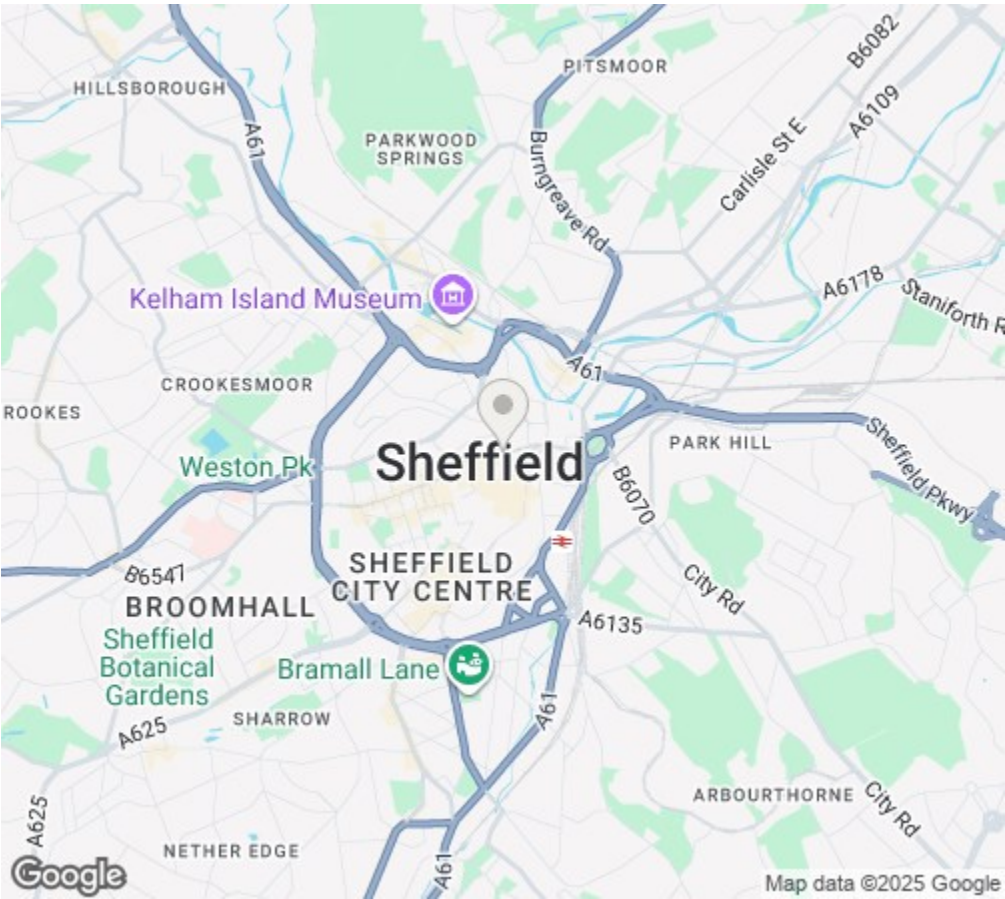 B6082
PITSMOOR
HILLSBOROUGH
A6109
A61
PARKWOOD
SPRINGS
Carlisle St E
Burngreave Rd
A6178
Kelham Island Museum
Staniforth R
A61
CROOKESMOOR
ROOKES
Sheffield
PARK HILL
Weston Pk
Sheffield Pkwy
B6070
SHEFFIELD
CITY CENTRE
B6547
City Rd
BROOMHALL
A6135
Sheffield
Botanical
Gardens
Bramall Lane
A61
SHARROW
A625
ARBOURTHORNE
City Rd
A625
NETHER EDGE
A61
Google
Map data ©2025 Google